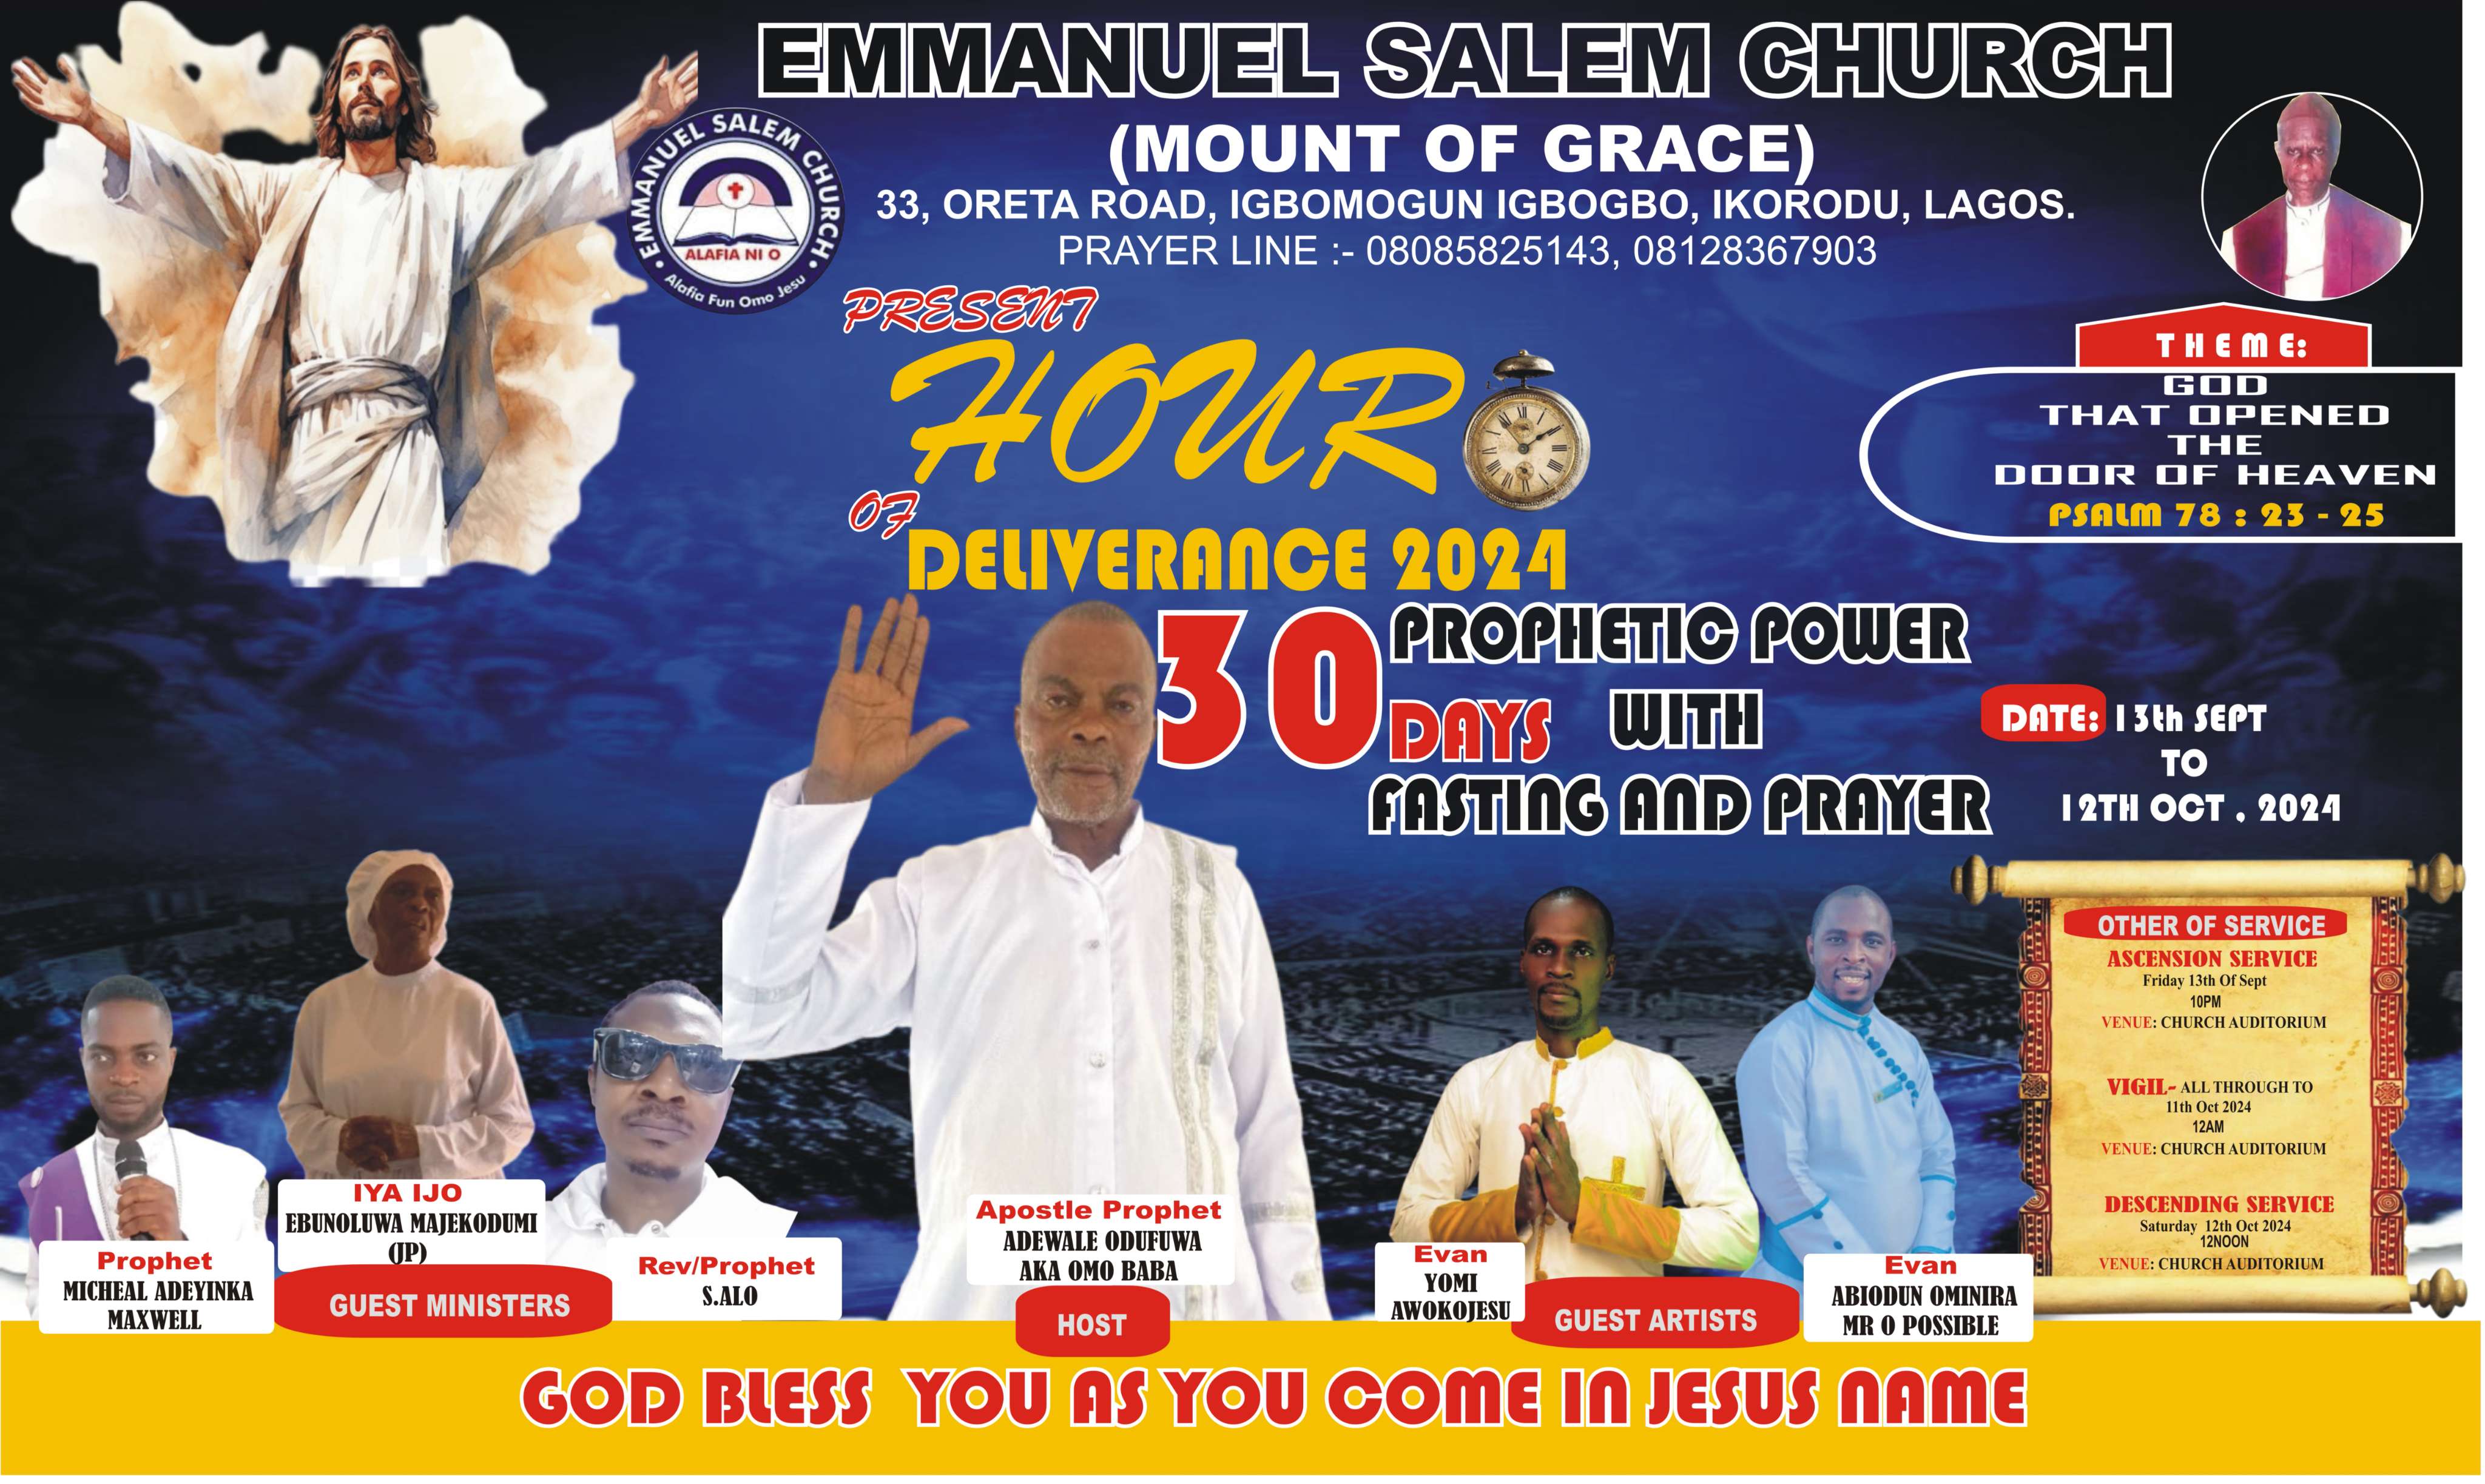 EMMANUEL SALEM CHURCH
(MOUNT OF GRACE)
33, ORETA ROAD, IGBOMOGUN IGBOGBO, IKORODU, LAGOS.
PRAYER LINE :- 08085825143, 08128367903
EMMANUEL SALEM CHURCH
ALAFIA NI O
Alafia Fun Omo Jesu
PRESENT
HOUR
OF
DELIVERANCE 2024
THEME:
GOD
THAT OPENED
THE
DOOR OF HEAVEN
PSALM 78 : 23 - 25
30 DAYS
PROPHETIC POWER
WITH
FASTING AND PRAYER
DATE: 13th SEPT
TO
12TH OCT , 2024
OTHER OF SERVICE
ASCENSION SERVICE
Friday 13th Of Sept
10PM
VENUE: CHURCH AUDITORIUM
VIGIL- ALL THROUGH TO
11th Oct 2024
12AM
VENUE: CHURCH AUDITORIUM
DESCENDING SERVICE
Saturday 12th Oct 2024
12NOON
VENUE: CHURCH AUDITORIUM
Prophet
MICHEAL ADEYINKA
MAXWELL
IYA IJO
EBUNOLUWA MAJEKODUMI
(JP)
GUEST MINISTERS
Rev/Prophet
S.ALO
Apostle Prophet
ADEWALE ODUFUWA
AKA OMO BABA
HOST
Evan
YOMI
AWOKOJESU
GUEST ARTISTS
Evan
ABIODUN OMINIRA
MR O POSSIBLE
GOD BLESS YOU AS YOU COME IN JESUS NAME